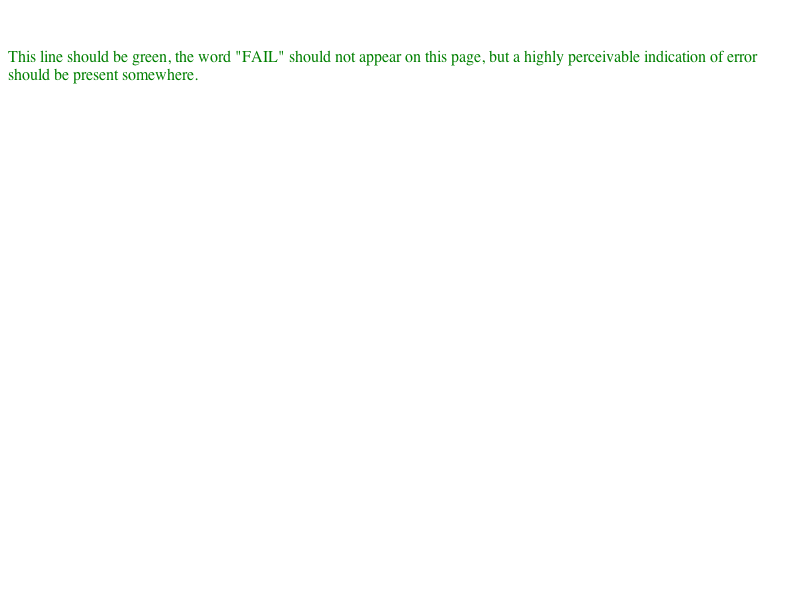 This line should be green, the word "FAIL" should not appear on this page, but a highly perceivable indication of error
should be present somewhere.